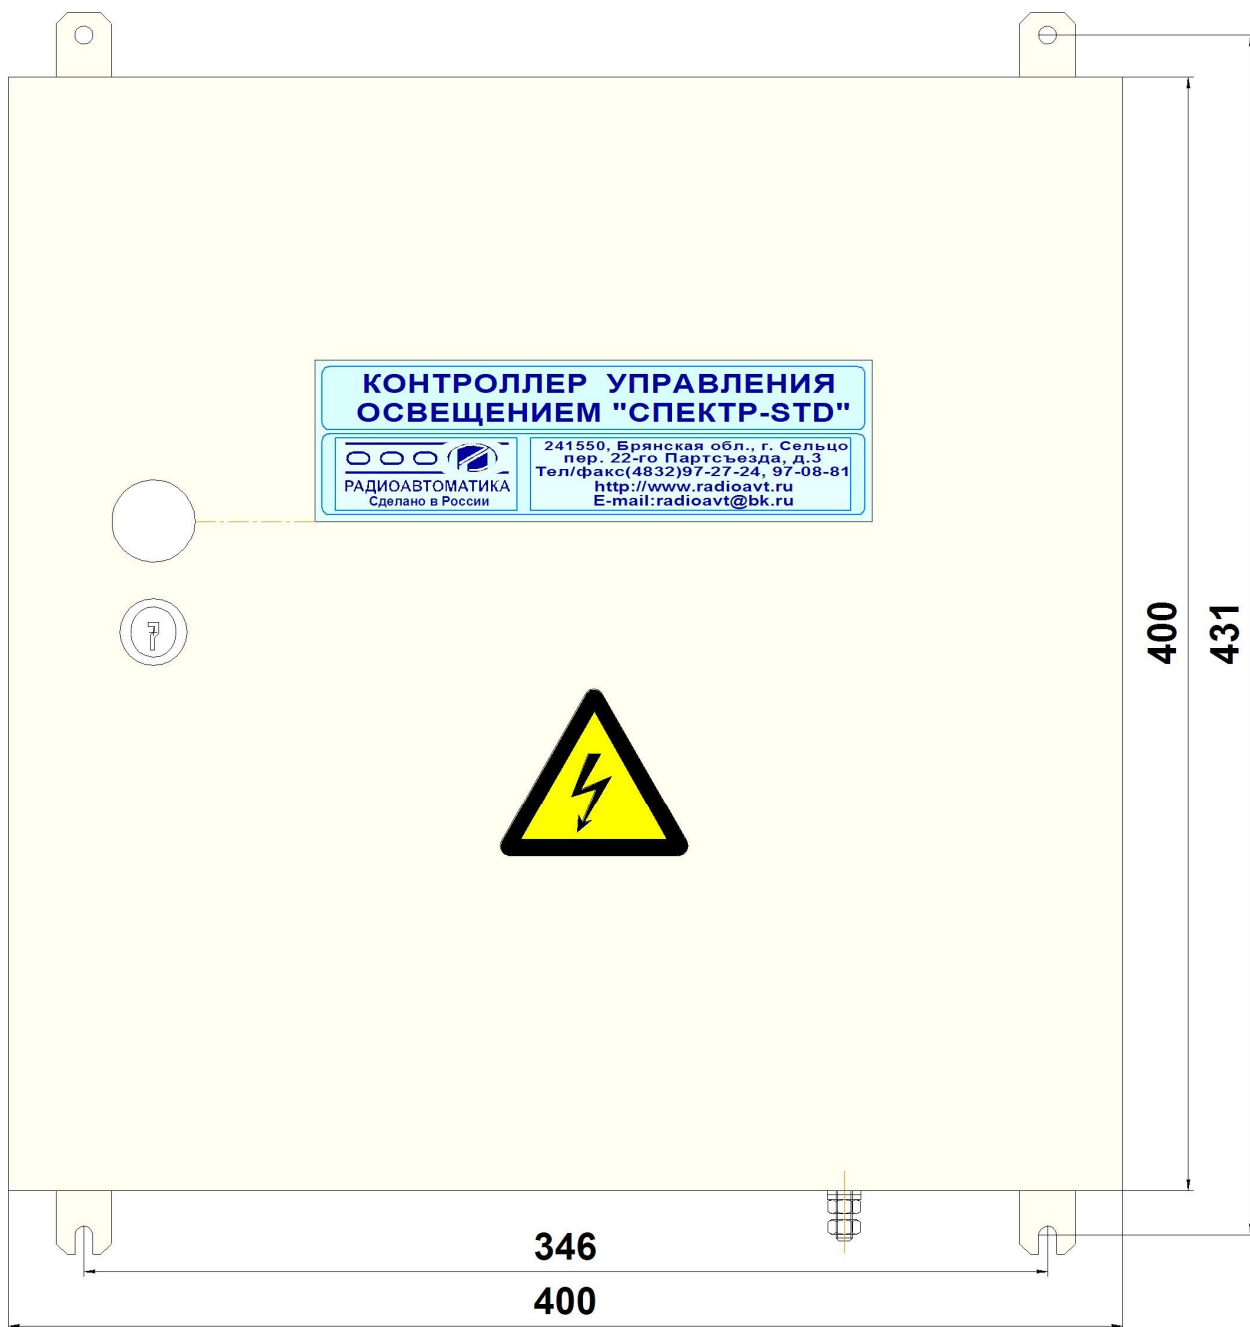 КОНТРОЛЛЕР УПРАВЛЕНИЯ
ОСВЕЩЕНИЕМ "СПЕКТР-STD"
ООО
РАДИОАВТОМАТИКА
Сделано в России
241550, Брянская обл., г. Сельцо
пер. 22-го Партсъезда, д.3
Тел/факс(4832)97-27-24, 97-08-81
http://www.radioavt.ru
E-mail:radioavt@bk.ru
400
431
346
400